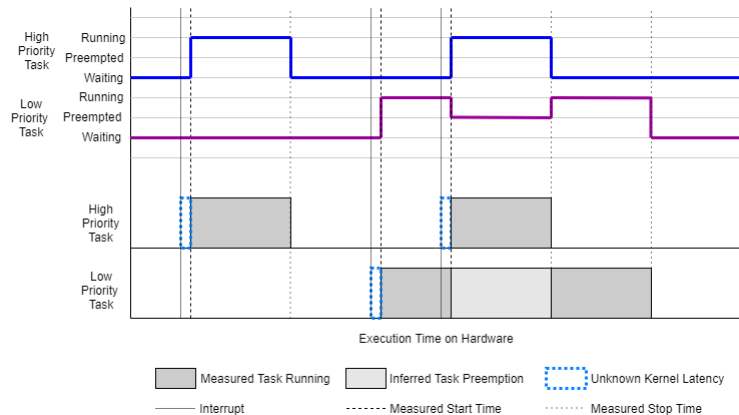 High
Priority
Task
Running
Preempted
Waiting
Low
Priority
Task
Running
Preempted
Waiting
High
Priority
Task
Low
Priority
Task
Execution Time on Hardware
Measured Task Running
Inferred Task Preemption
Unknown Kernel Latency
Interrupt
Measured Start Time
Measured Stop Time